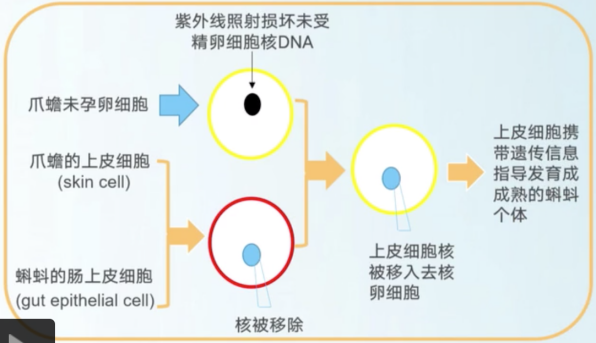 紫外线照射损坏未受
精卵细胞核DNA
爪蟾未孕卵细胞
爪蟾的上皮细胞
(skin cell)
蝌蚪的肠上皮细胞
(gut epithelial cell)
核被移除
上皮细胞核
被移入去核
卵细胞
上皮细胞携
带遗传信息
指导发育成
成熟的蝌蚪
个体